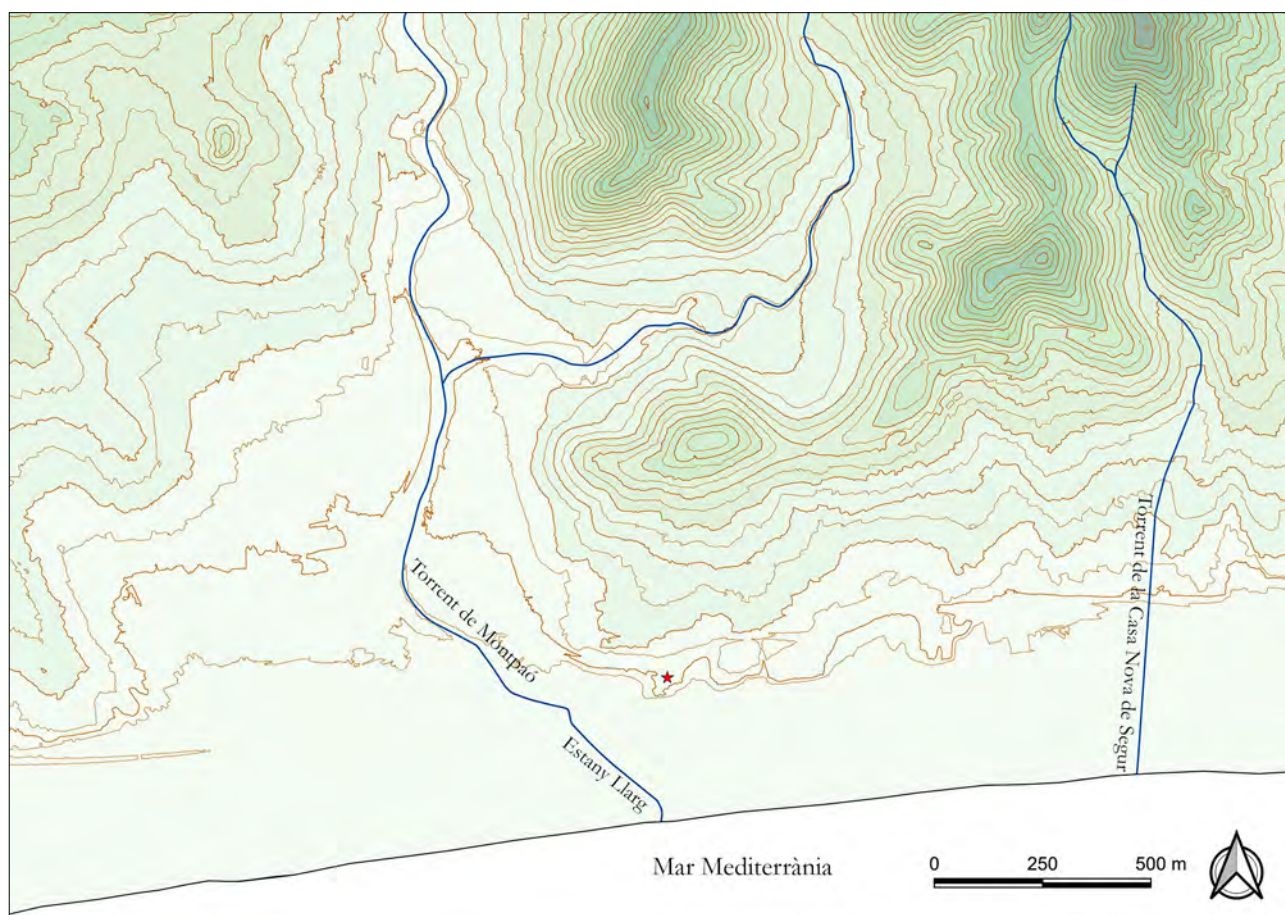 Torrent de Montpaó
Torrent de la Casa Nova de Segur
Estany Llarg
Mar Mediterrània
0 250 500 m